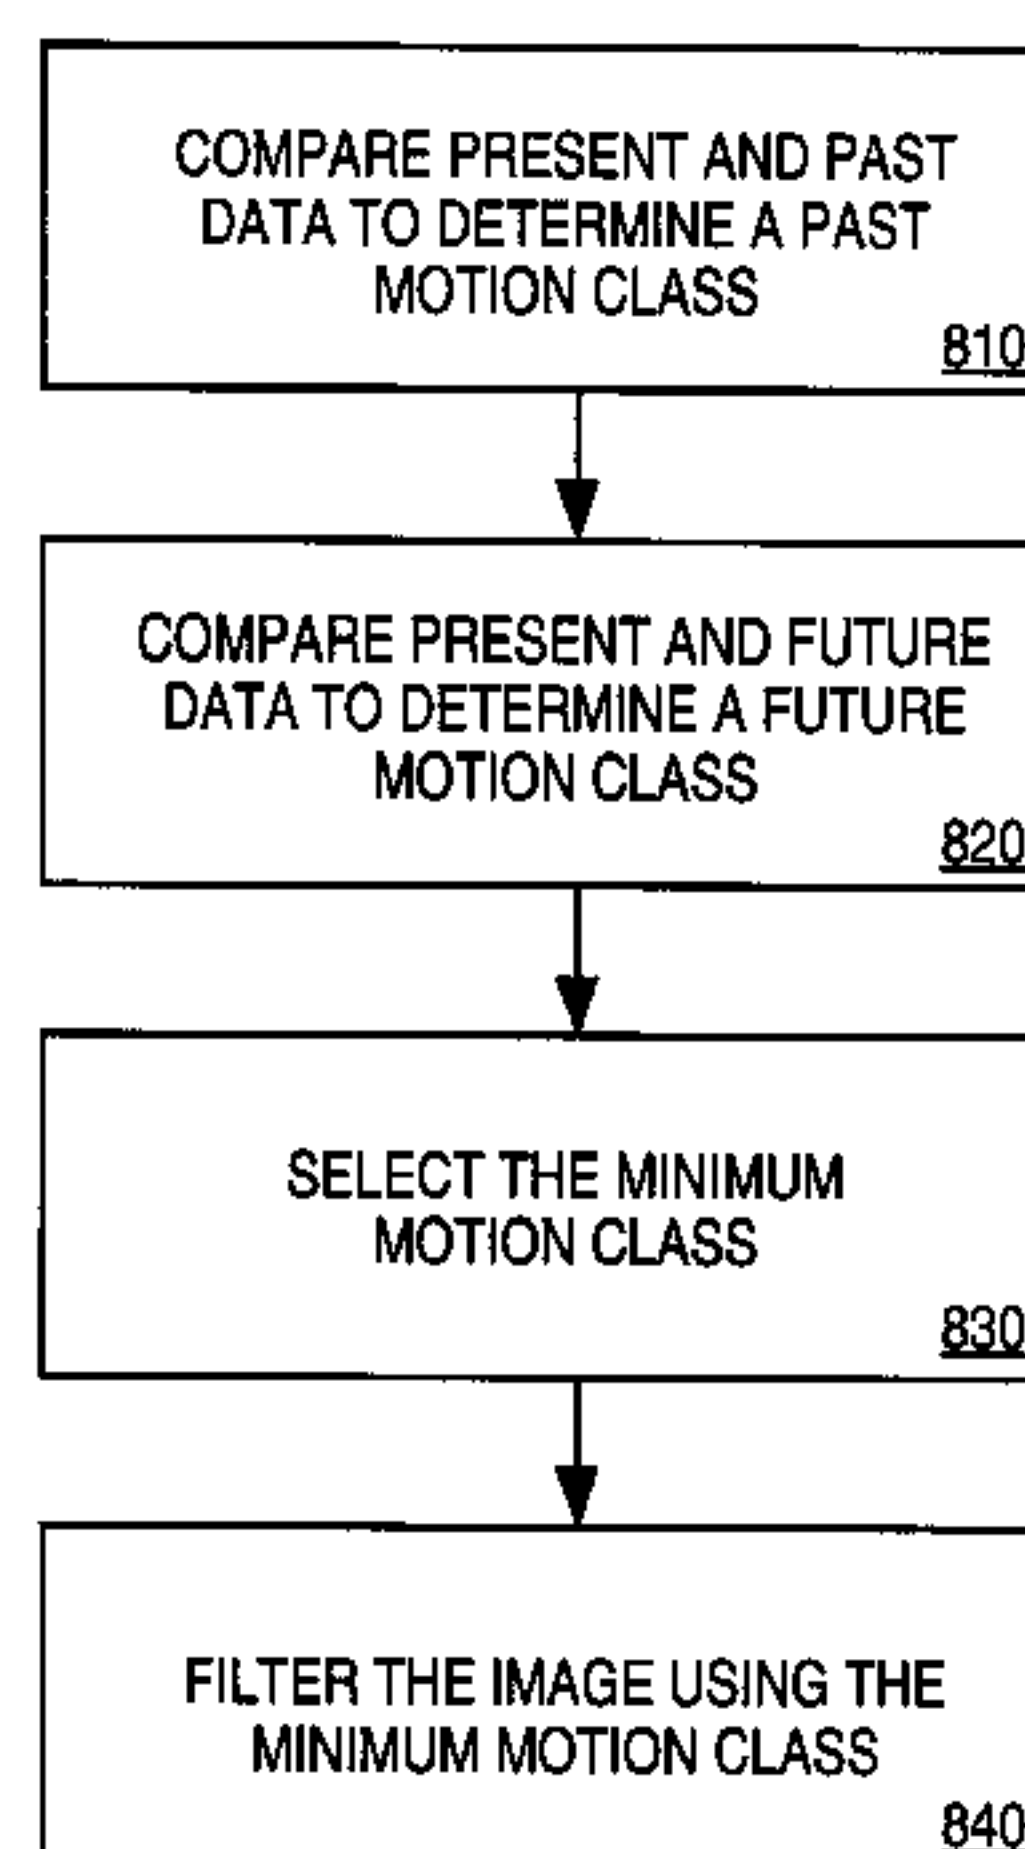 COMPARE PRESENT AND PAST
DATA TO DETERMINE A PAST
MOTION CLASS
810
COMPARE PRESENT AND FUTURE
DATA TO DETERMINE A FUTURE
MOTION CLASS
820
SELECT THE MINIMUM
MOTION CLASS
830
FILTER THE IMAGE USING THE
MINIMUM MOTION CLASS
840